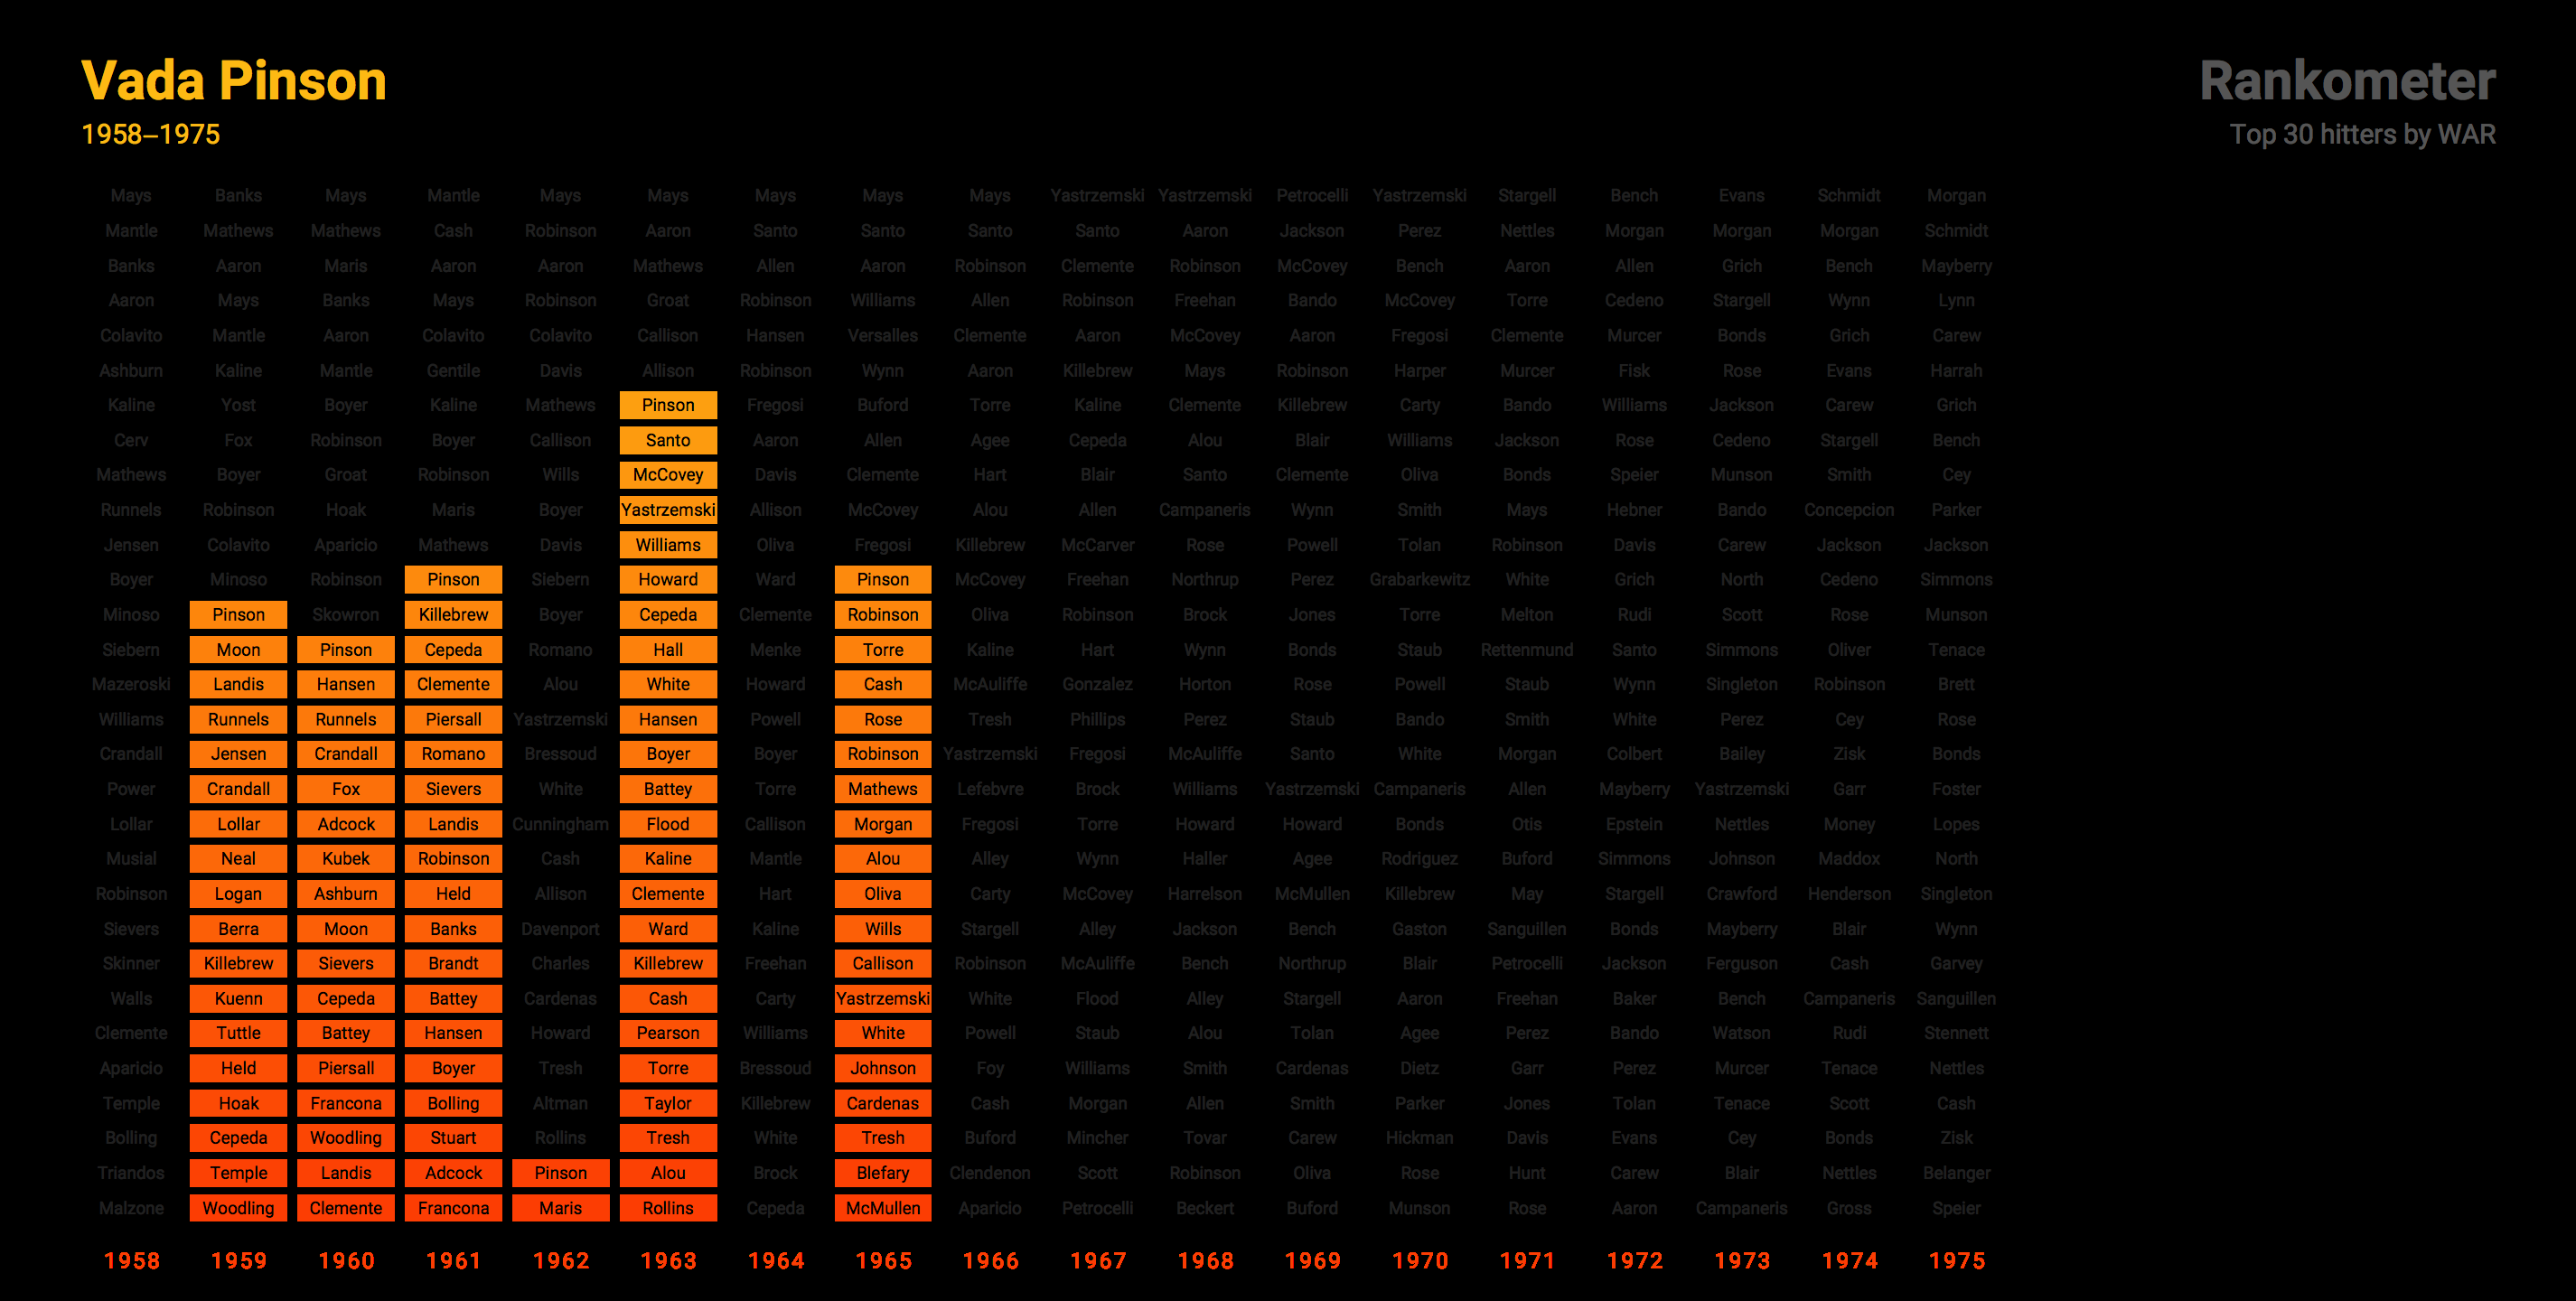 Vada Pinson
1958–1975
Rankometer
Top 30 hitters by WAR
Mays Banks Mays Mantle Mays Mays Mays Mays Mays Yastrzemski Yastrzemski Petrocelli Yastrzemski Stargell Bench Evans Schmidt Morgan
Mantle Mathews Mathews Cash Robinson Aaron Santo Santo Santo Santo Aaron Jackson Perez Nettles Morgan Morgan Morgan Schmidt
Banks Aaron Maris Aaron Aaron Mathews Allen Aaron Robinson Clemente Robinson McCovey Bench Aaron Allen Grich Bench Mayberry
Aaron Mays Banks Mays Robinson Groat Robinson Williams Allen Robinson Freehan Bando McCovey Torre Cedeno Stargell Wynn Lynn
Colavito Mantle Aaron Colavito Colavito Callison Hansen Versalles Clemente Aaron McCovey Aaron Fregosi Clemente Murcer Bonds Grich Carew
Ashburn Kaline Mantle Gentile Davis Allison Robinson Wynn Aaron Killebrew Mays Robinson Harper Murcer Fisk Rose Evans Harrah
Kaline Yost Boyer Kaline Mathews Pinson Fregosi Buford Torre Kaline Clemente Killebrew Carty Bando Williams Jackson Carew Grich
Cerv Fox Robinson Boyer Callison Santo Aaron Allen Agee Cepeda Alou Blair Williams Jackson Rose Cedeno Stargell Bench
Mathews Boyer Groat Robinson Wills McCovey Davis Clemente Hart Blair Santo Clemente Oliva Bonds Speier Munson Smith Cey
Runnels Robinson Hoak Maris Boyer Yastrzemski Allison McCovey Alou Allen Campaneris Wynn Smith Mays Hebner Bando Concepcion Parker
Jensen Colavito Aparicio Mathews Davis Williams Oliva Fregosi Killebrew McCarver Rose Powell Tolan Robinson Davis Carew Jackson Jackson
Boyer Minoso Robinson Pinson Siebern Howard Ward Pinson McCovey Freehan Northrup Perez Grabarkewitz White Grich North Cedeno Simmons
Minoso Pinson Skowron Killebrew Boyer Cepeda Clemente Robinson Oliva Robinson Brock Jones Torre Melton Rudi Scott Rose Munson
Siebern Moon Pinson Cepeda Romano Hall Menke Torre Kaline Hart Wynn Bonds Staub Rettenmund Santo Simmons Oliver Tenace
Mazeroski Landis Hansen Clemente Alou White Howard Cash McAuliffe Gonzalez Horton Rose Powell Staub Wynn Singleton Robinson Brett
Williams Runnels Runnels Piersall Yastrzemski Hansen Powell Rose Tresh Phillips Perez Staub Bando Smith White Perez Cey Rose
Crandall Jensen Crandall Romano Bressoud Boyer Boyer Robinson Yastrzemski Fregosi McAuliffe Santo White Morgan Colbert Bailey Zisk Bonds
Power Crandall Fox Sievers White Battey Torre Mathews Lefebvre Brock Williams Yastrzemski Campaneris Allen Mayberry Yastrzemski Garr Foster
Lollar Lollar Adcock Landis Cunningham Flood Callison Morgan Fregosi Torre Howard Howard Bonds Otis Epstein Nettles Money Lopes
Musial Neal Kubek Robinson Cash Kaline Mantle Alou Alley Wynn Haller Agee Rodriguez Buford Simmons Johnson Maddox North
Robinson Logan Ashburn Held Allison Clemente Hart Oliva Carty McCovey Harrelson McMullen Killebrew May Stargell Crawford Henderson Singleton
Sievers Berra Moon Banks Davenport Ward Kaline Wills Stargell Alley Jackson Bench Gaston Sanguillen Bonds Mayberry Blair Wynn
Skinner Killebrew Sievers Brandt Charles Killebrew Freehan Callison Robinson McAuliffe Bench Northrup Blair Petrocelli Jackson Ferguson Cash Garvey
Walls Kuenn Cepeda Battey Cardenas Cash Carty Yastrzemski White Flood Alley Stargell Aaron Freehan Baker Bench Campaneris Sanguillen
Clemente Tuttle Battey Hansen Howard Pearson Williams White Powell Staub Alou Tolan Agee Perez Bando Watson Rudi Stennett
Aparicio Held Piersall Boyer Tresh Torre Bressoud Johnson Foy Williams Smith Cardenas Dietz Garr Perez Murcer Tenace Nettles
Temple Hoak Francona Bolling Altman Taylor Killebrew Cardenas Cash Morgan Allen Smith Parker Jones Tolan Tenace Scott Cash
Bolling Cepeda Woodling Stuart Rollins Tresh White Tresh Buford Mincher Tovar Carew Hickman Davis Evans Cey Bonds Zisk
Triandos Temple Landis Adcock Pinson Alou Brock Blefary Clendenon Scott Robinson Oliva Rose Hunt Carew Blair Nettles Belanger
Malzone Woodling Clemente Francona Maris Rollins Cepeda McMullen Aparicio Petrocelli Beckert Buford Munson Rose Aaron Campaneris Gross Speier
1958 1959 1960 1961 1962 1963 1964 1965 1966 1967 1968 1969 1970 1971 1972 1973 1974 1975